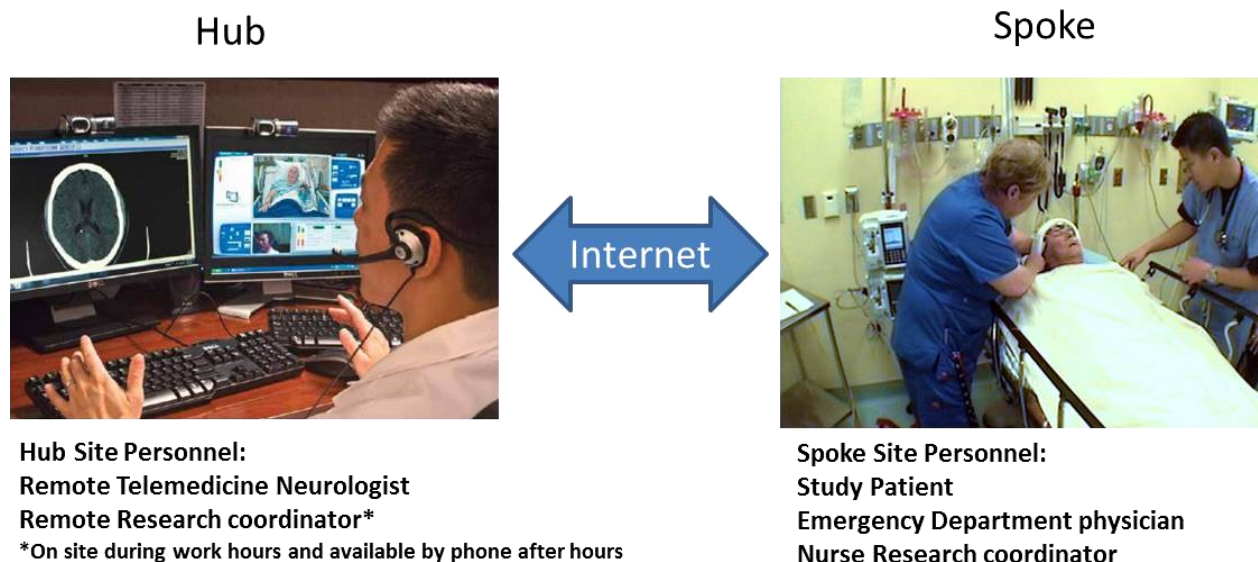 Hub
Spoke
Internet
DELL
Hub Site Personnel:
Remote Telemedicine Neurologist
Remote Research coordinator*
*On site during work hours and available by phone after hours
Spoke Site Personnel:
Study Patient
Emergency Department physician
Nurse Research coordinator